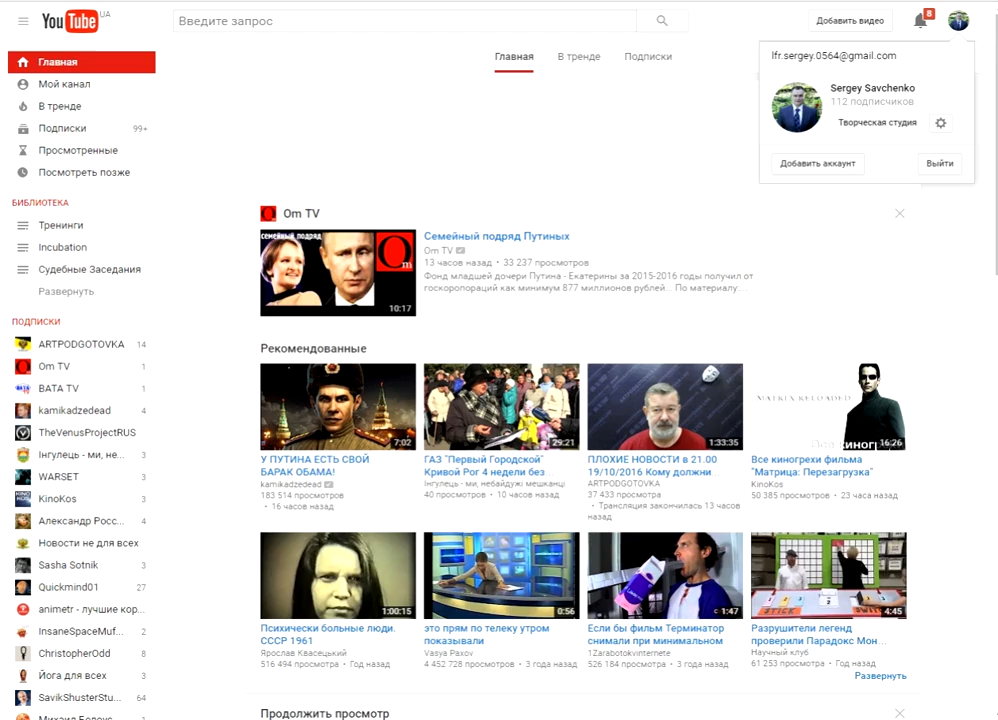 YouTube UA
Введите запрос
Добавить видео
8
Главная
В тренде
Подписки
lfr.sergey.0564@gmail.com
Sergey Savchenko
112 подписчиков
Творческая студия
Добавить аккаунт
Выйти
Главная
Мой канал
В тренде
Подписки 99+
Просмотренные
Посмотреть позже
БИБЛИОТЕКА
Тренинги
Incubation
Судебные Заседания
Развернуть
ПОДПИСКИ
ARTPODGOTOVKA 14
Om TV 1
BATA TV 1
kamikadzedead 4
TheVenusProjectRUS
Інгулець - ми, не... 3
WARSET 3
KinoKos 3
Александр Росс... 4
Новости не для всех
Sasha Sotnik 3
Quickmind01 27
animetr - лучшие кор...
InsaneSpaceMuf... 2
ChristopherOdd 8
Йога для всех 3
SavikShusterStu... 64
Михаил Белоус... 1
Om TV
семейный подряд
Om
10:17
Семейный подряд Путиных
Om TV
13 часов назад • 33 237 просмотров
Фонд младшей дочери Путина - Екатерины за 2015-2016 годы получил от
госкоропораций как минимум 877 миллионов рублей... По материалу...
Рекомендованные
7:02
У ПУТИНА ЕСТЬ СВОЙ
БАРАК ОБАМА!
kamikadzedead
183 514 просмотров
• 16 часов назад
29:21
ГАЗ "Первый Городской"
Кривой Рог 4 недели без...
Інгулець - ми, небайдужі мешканці
40 просмотров • 10 часов назад
1:33:35
ПЛОХИЕ НОВОСТИ в 21.00
19/10/2016 Кому должни...
ARTPODGOTOVKA
37 433 просмотра
• Трансляция закончилась 13 часов
назад
MATRIX RELOADED
16:26
Все киногрехи фильма
"Матрица: Перезагрузка"
KinoKos
50 385 просмотров • 23 часа назад
1:00:15
Психически больные люди.
СССР 1961
Ярослав Квасецький
516 494 просмотра • Год назад
0:56
это прям по телеку утром
показывали
Vasya Paxov
4 452 728 просмотров • 3 года назад
1:47
Если бы фильм Терминатор
снимали при минимальном
1Zarabotokvinternete
526 184 просмотра • 3 года назад
STICK
SWITCH
4:45
Разрушители легенд
проверили Парадокс Мон...
Научный клуб
61 253 просмотра • Год назад
Развернуть
Продолжить просмотр